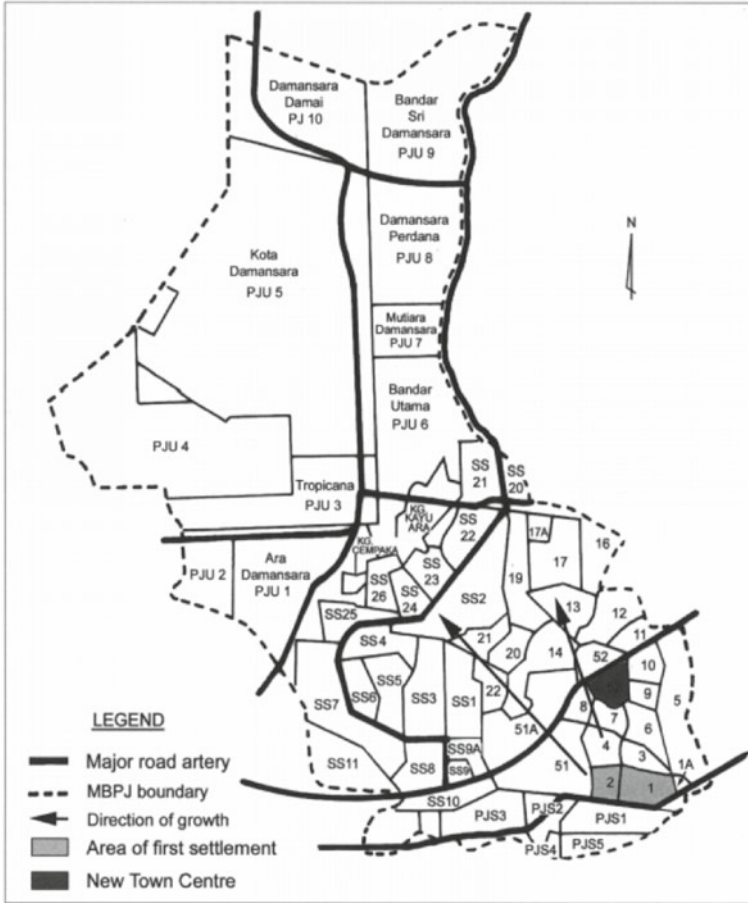 Damansara
Damai
PJ 10
Bandar
Sri
Damansara
PJU 9
Damansara
Perdana
PJU 8
N
Kota
Damansara
PJU 5
Mutiara
Damansara
PJU 7
Bandar
Utama
PJU 6
PJU 4
Tropicana
PJU 3
SS
21
SS
20
KG.
KAYU
ARA
SS
22
KG.
CEMPAKA
17A
16
17
PJU 2
Ara
Damansara
PJU 1
SS
23
SS
26
SS
24
19
SS2
13
12
SS25
SS4
21
20
14
11
52
10
SS7
SS6
SS5
SS3
SS1
22
8
7
9
5
6
51A
4
3
SS11
SS8
SS9A
SS9
51
1A
2
1
SS10
PJS3
PJS2
PJS1
PJS4
PJS5
LEGEND
Major road artery
MBPJ boundary
Direction of growth
Area of first settlement
New Town Centre